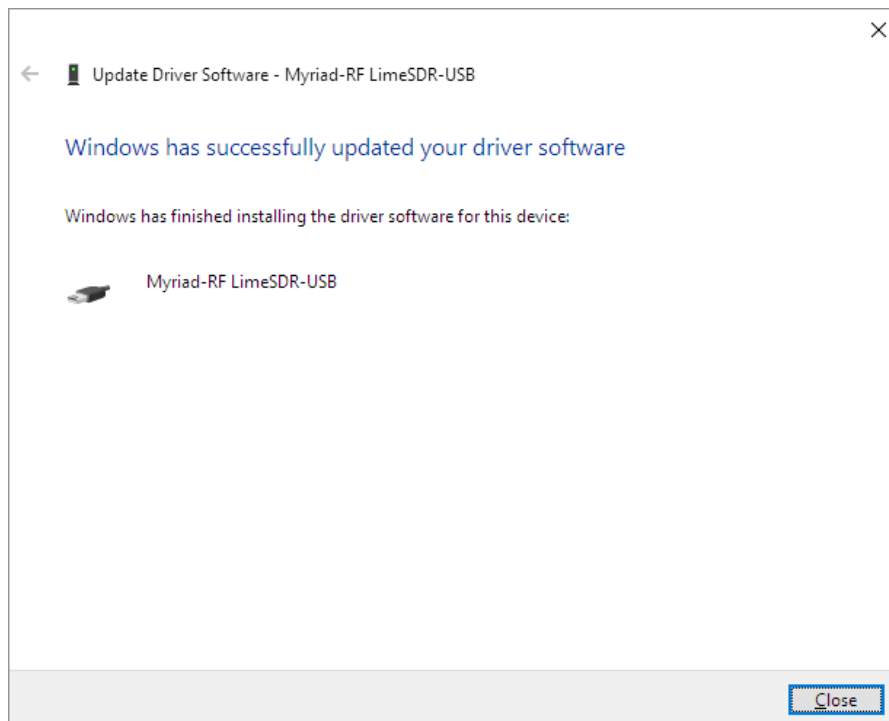 Update Driver Software - Myriad-RF LimeSDR-USB
Windows has successfully updated your driver software
Windows has finished installing the driver software for this device:
Myriad-RF LimeSDR-USB
Close